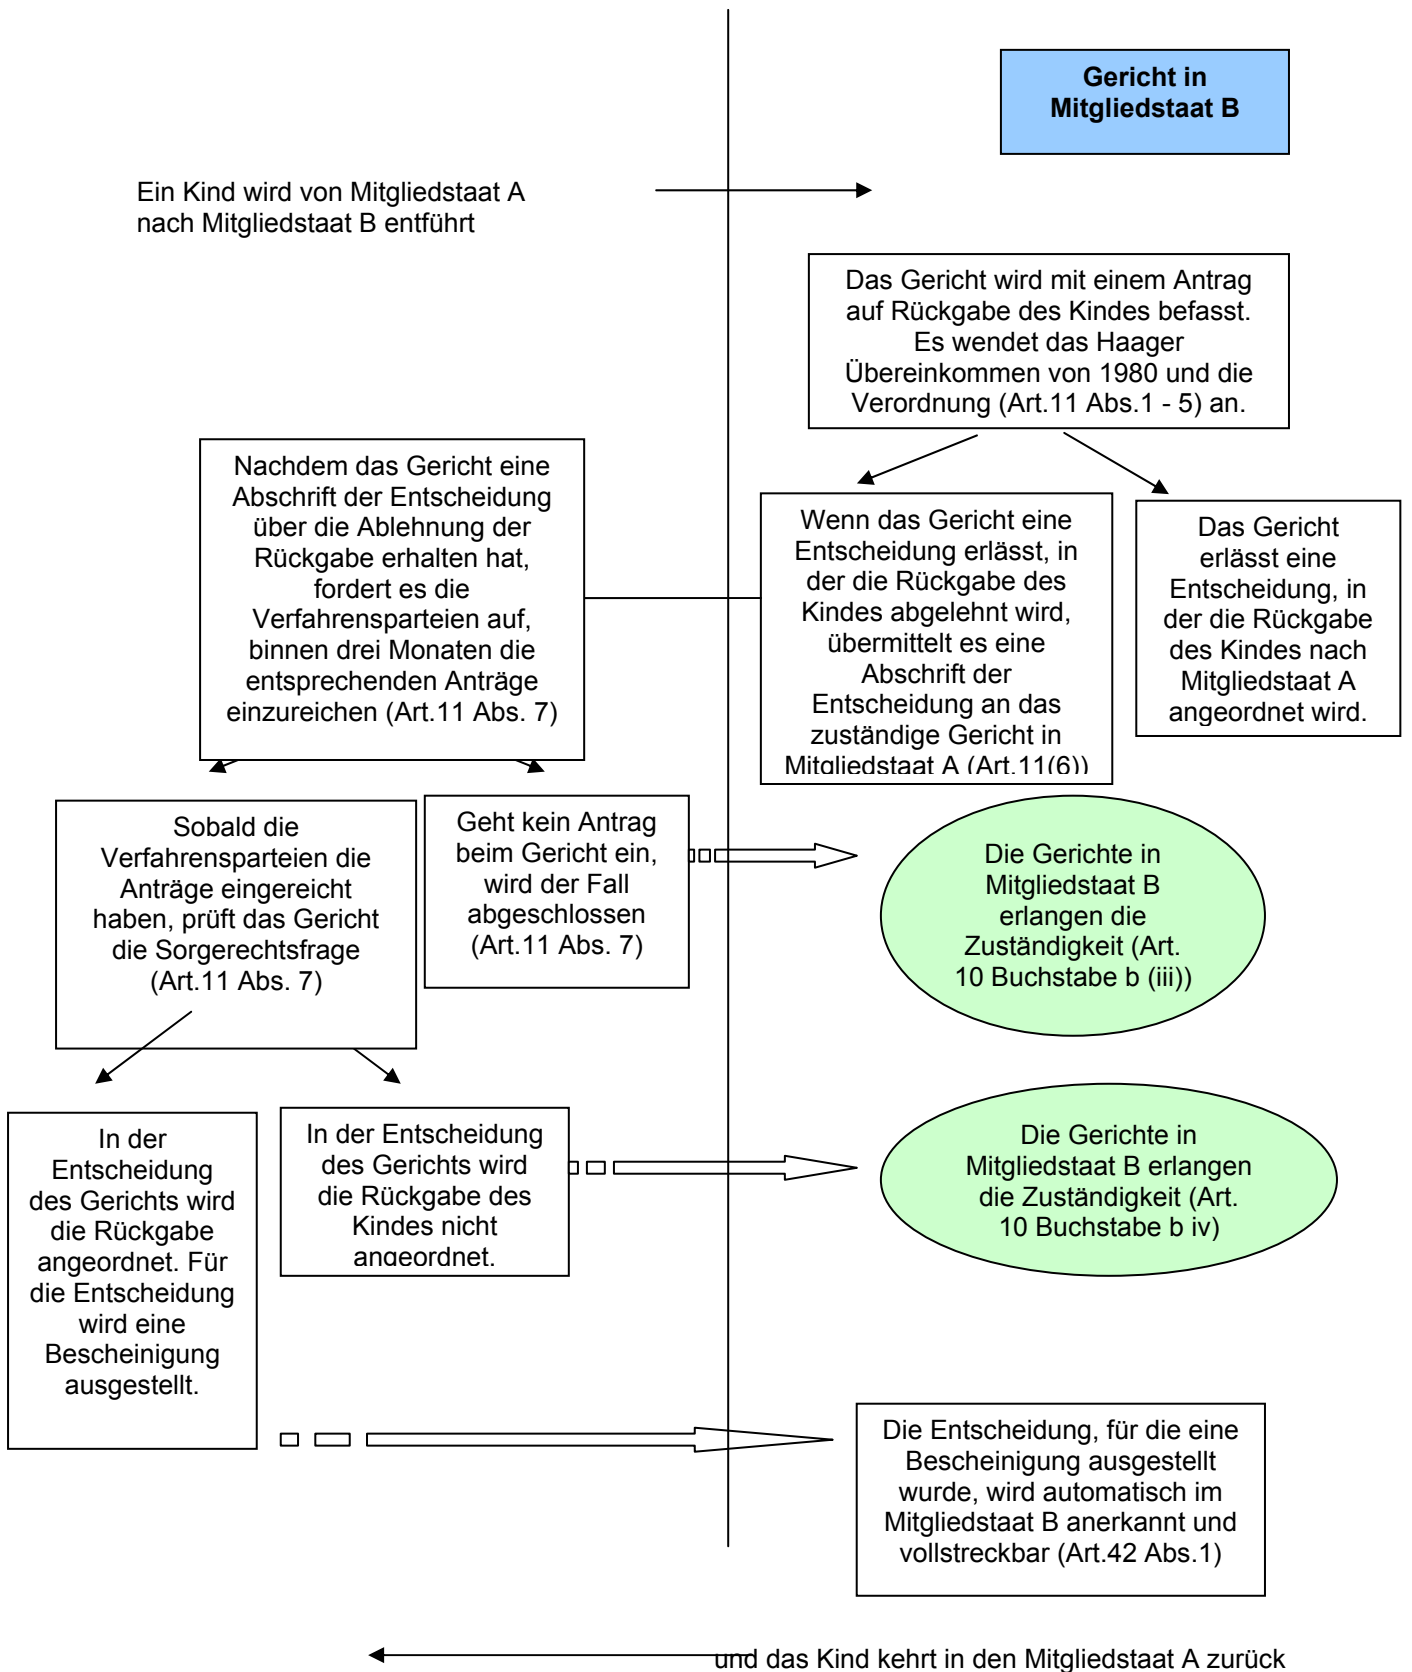 Gericht in
Mitgliedstaat B
Ein Kind wird von Mitgliedstaat A
nach Mitgliedstaat B entführt
Das Gericht wird mit einem Antrag
auf Rückgabe des Kindes befasst.
Es wendet das Haager
Übereinkommen von 1980 und die
Verordnung (Art.11 Abs.1 - 5) an.
Nachdem das Gericht eine
Abschrift der Entscheidung
über die Ablehnung der
Rückgabe erhalten hat,
fordert es die
Verfahrensparteien auf,
binnen drei Monaten die
entsprechenden Anträge
einzureichen (Art.11 Abs. 7)
Wenn das Gericht eine
Entscheidung erlässt, in
der die Rückgabe des
Kindes abgelehnt wird,
übermittelt es eine
Abschrift der
Entscheidung an das
zuständige Gericht in
Mitgliedstaat A (Art.11(6))
Das Gericht
erlässt eine
Entscheidung, in
der die Rückgabe
des Kindes nach
Mitgliedstaat A
angeordnet wird.
Sobald die
Verfahrensparteien die
Anträge eingereicht
haben, prüft das Gericht
die Sorgerechtsfrage
(Art.11 Abs. 7)
Geht kein Antrag
beim Gericht ein,
wird der Fall
abgeschlossen
(Art.11 Abs. 7)
Die Gerichte in
Mitgliedstaat B
erlangen die
Zuständigkeit (Art.
10 Buchstabe b (iii))
In der
Entscheidung
des Gerichts wird
die Rückgabe
angeordnet. Für
die Entscheidung
wird eine
Bescheinigung
ausgestellt.
In der Entscheidung
des Gerichts wird
die Rückgabe des
Kindes nicht
angeordnet.
Die Gerichte in
Mitgliedstaat B erlangen
die Zuständigkeit (Art.
10 Buchstabe b iv)
Die Entscheidung, für die eine
Bescheinigung ausgestellt
wurde, wird automatisch im
Mitgliedstaat B anerkannt und
vollstreckbar (Art.42 Abs.1)
und das Kind kehrt in den Mitgliedstaat A zurück